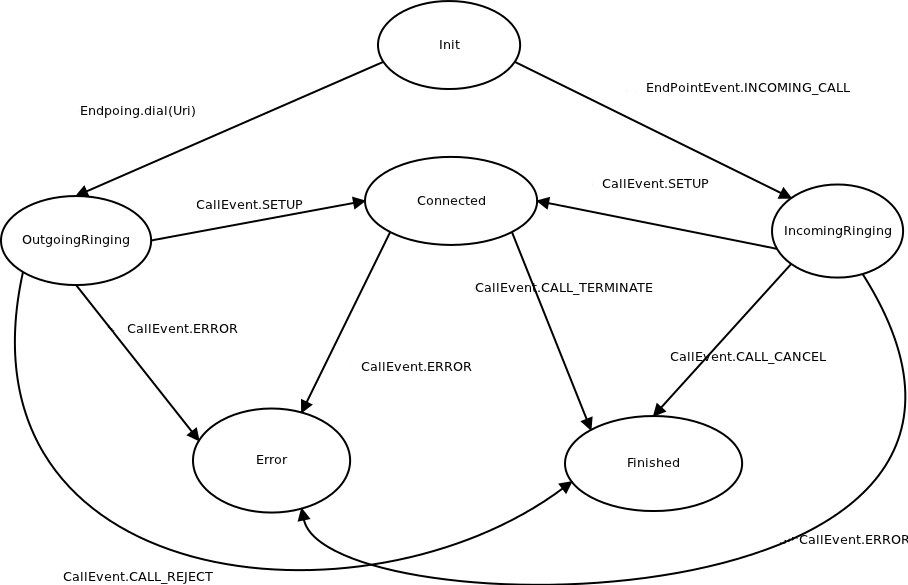 Init
EndPointEvent.INCOMING_CALL
Endpoing.dial(Uri)
CallEvent.SETUP
Connected
CallEvent.SETUP
IncomingRinging
OutgoingRinging
CallEvent.CALL_TERMINATE
CallEvent.ERROR
CallEvent.CALL_CANCEL
CallEvent.ERROR
Error
Finished
CallEvent.ERROR
CallEvent.CALL_REJECT